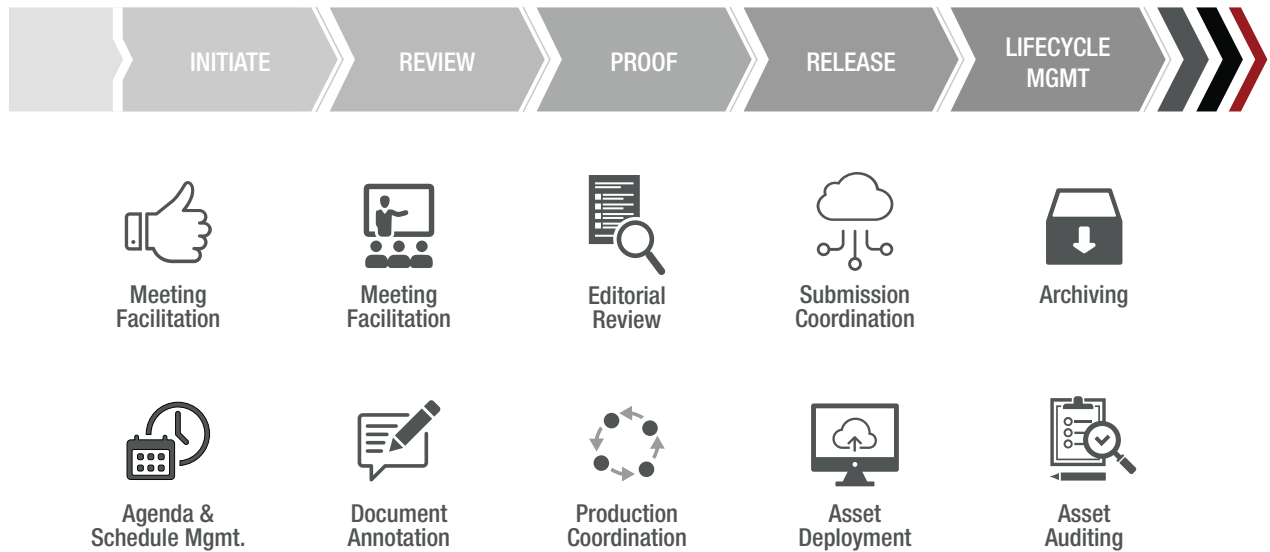 INITIATE
REVIEW
PROOF
RELEASE
LIFECYCLE
MGMT
Meeting
Facilitation
Meeting
Facilitation
Editorial
Review
Submission
Coordination
Archiving
Agenda &
Schedule Mgmt.
Document
Annotation
Production
Coordination
Asset
Deployment
Asset
Auditing